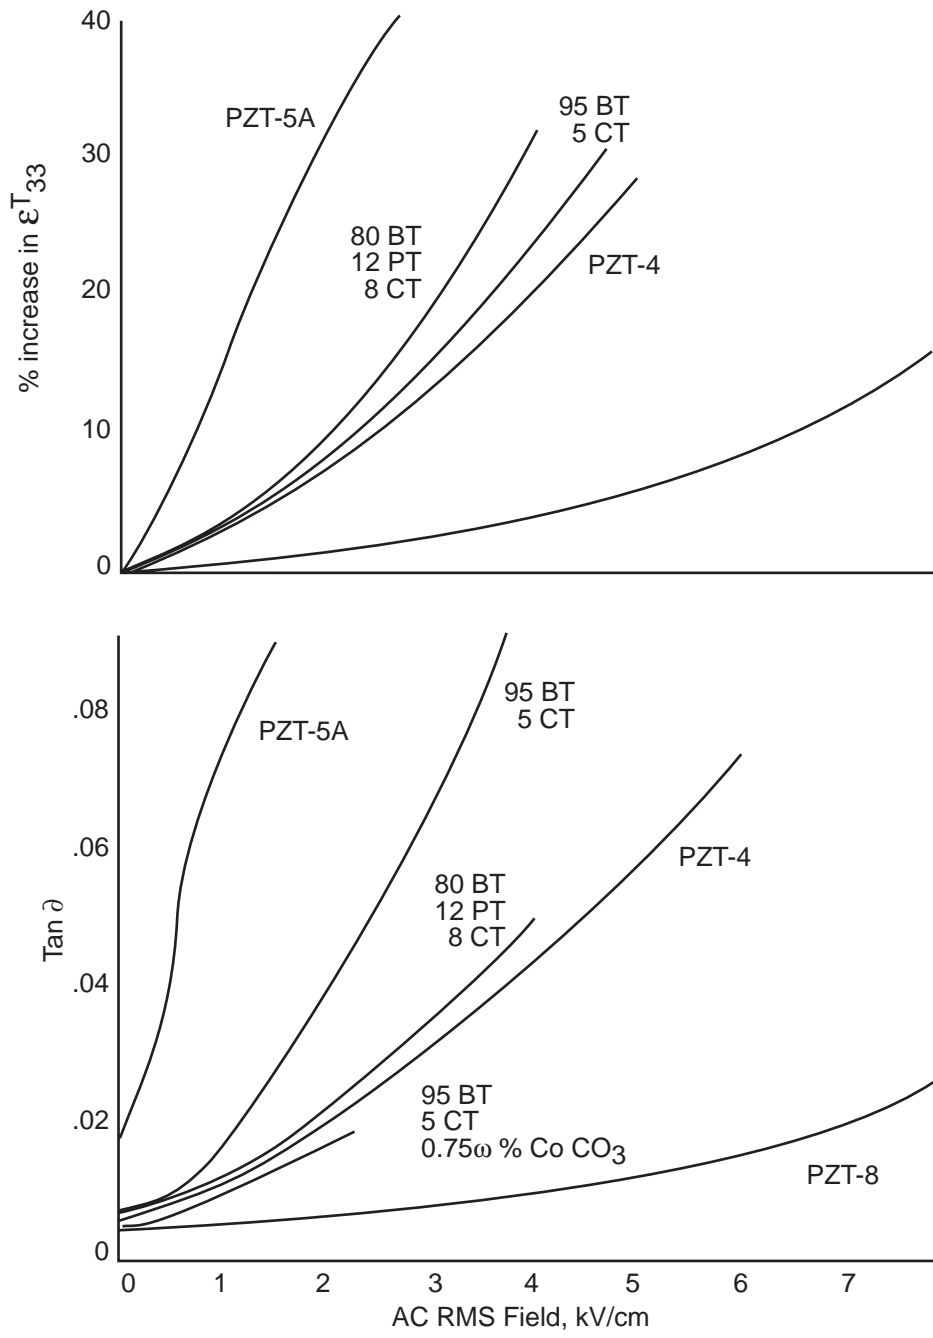 40
30
20
10
0
% increase in εT33
PZT-5A
95 BT
5 CT
80 BT
12 PT
8 CT
PZT-4
.08
.06
.04
.02
0
Tan ∂
PZT-5A
95 BT
5 CT
PZT-4
80 BT
12 PT
8 CT
95 BT
5 CT
0.75ω % Co CO3
PZT-8
0 1 2 3 4 5 6 7
AC RMS Field, kV/cm